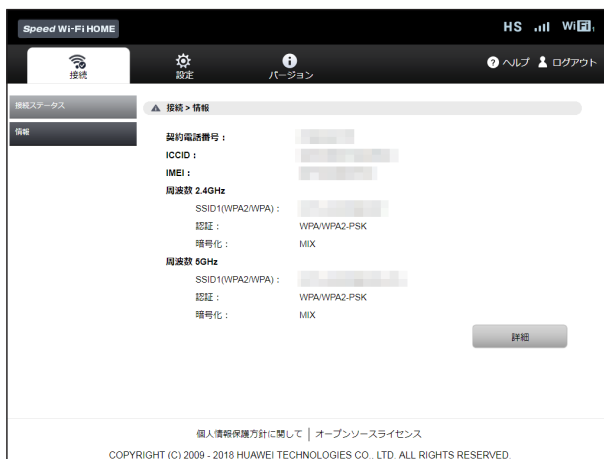 Speed Wi-Fi HOME
HS WiFi 1
接続
設定
バージョン
ヘルプ
ログアウト
接続ステータス
情報
接続 > 情報
契約電話番号：
ICCID：
IMEI：
周波数 2.4GHz
SSID1(WPA2/WPA)：
認証： WPA/WPA2-PSK
暗号化： MIX
周波数 5GHz
SSID1(WPA2/WPA)：
認証： WPA/WPA2-PSK
暗号化： MIX
詳細
個人情報保護方針に関して | オープンソースライセンス
COPYRIGHT (C) 2009 - 2018 HUAWEI TECHNOLOGIES CO., LTD. ALL RIGHTS RESERVED.